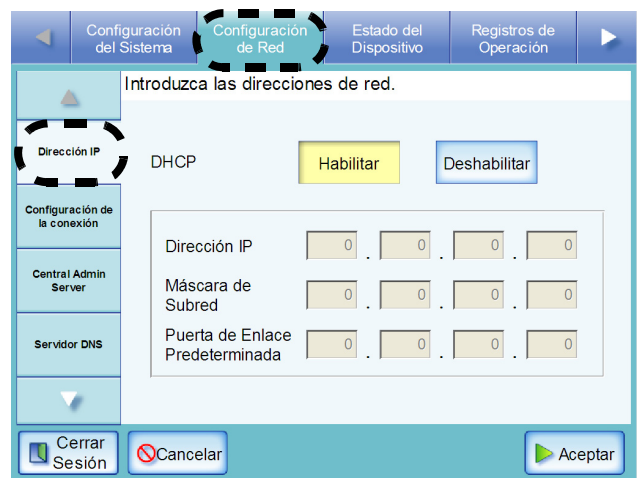 Configuración
del Sistema
Configuración
de Red
Estado del
Dispositivo
Registros de
Operación
Introduzca las direcciones de red.
Dirección IP
Configuración de
la conexión
Central Admin
Server
Servidor DNS
DHCP
Habilitar
Deshabilitar
Dirección IP
0 . 0 . 0 . 0
Máscara de
Subred
0 . 0 . 0 . 0
Puerta de Enlace
Predeterminada
0 . 0 . 0 . 0
Cerrar
Sesión
Cancelar
Aceptar